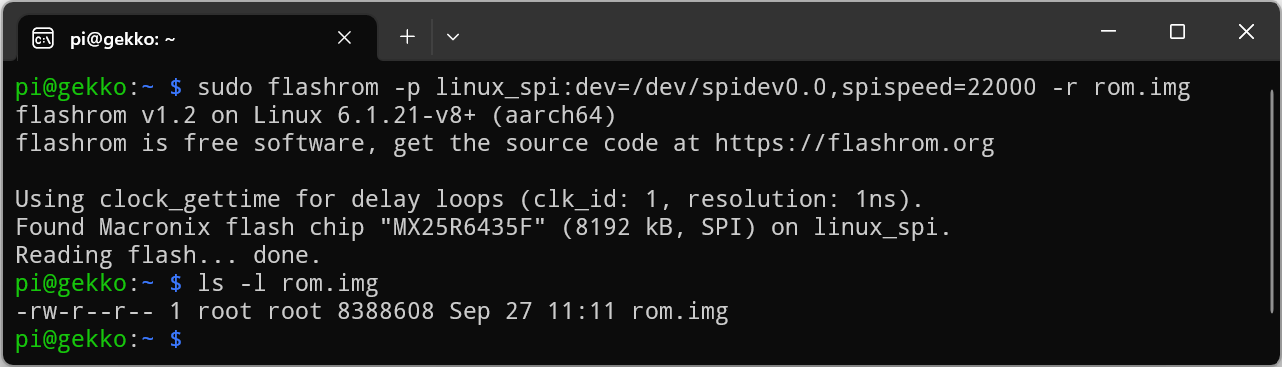 pi@gekko: ~
pi@gekko:~ $ sudo flashrom -p linux_spi:dev=/dev/spidev0.0,spispeed=22000 -r rom.img
flashrom v1.2 on Linux 6.1.21-v8+ (aarch64)
flashrom is free software, get the source code at https://flashrom.org

Using clock_gettime for delay loops (clk_id: 1, resolution: 1ns).
Found Macronix flash chip "MX25R6435F" (8192 kB, SPI) on linux_spi.
Reading flash... done.
pi@gekko:~ $ ls -l rom.img
-rw-r--r-- 1 root root 8388608 Sep 27 11:11 rom.img
pi@gekko:~ $